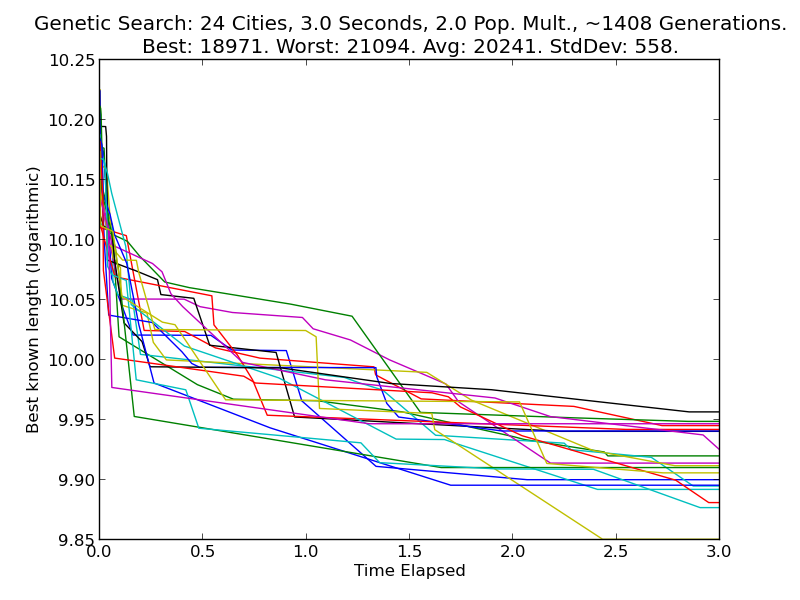 Genetic Search: 24 Cities, 3.0 Seconds, 2.0 Pop. Mult., ~1408 Generations.
Best: 18971. Worst: 21094. Avg: 20241. StdDev: 558.
10.25
10.20
10.15
10.10
10.05
10.00
9.95
9.90
9.85
Best known length (logarithmic)
0.0 0.5 1.0 1.5 2.0 2.5 3.0
Time Elapsed